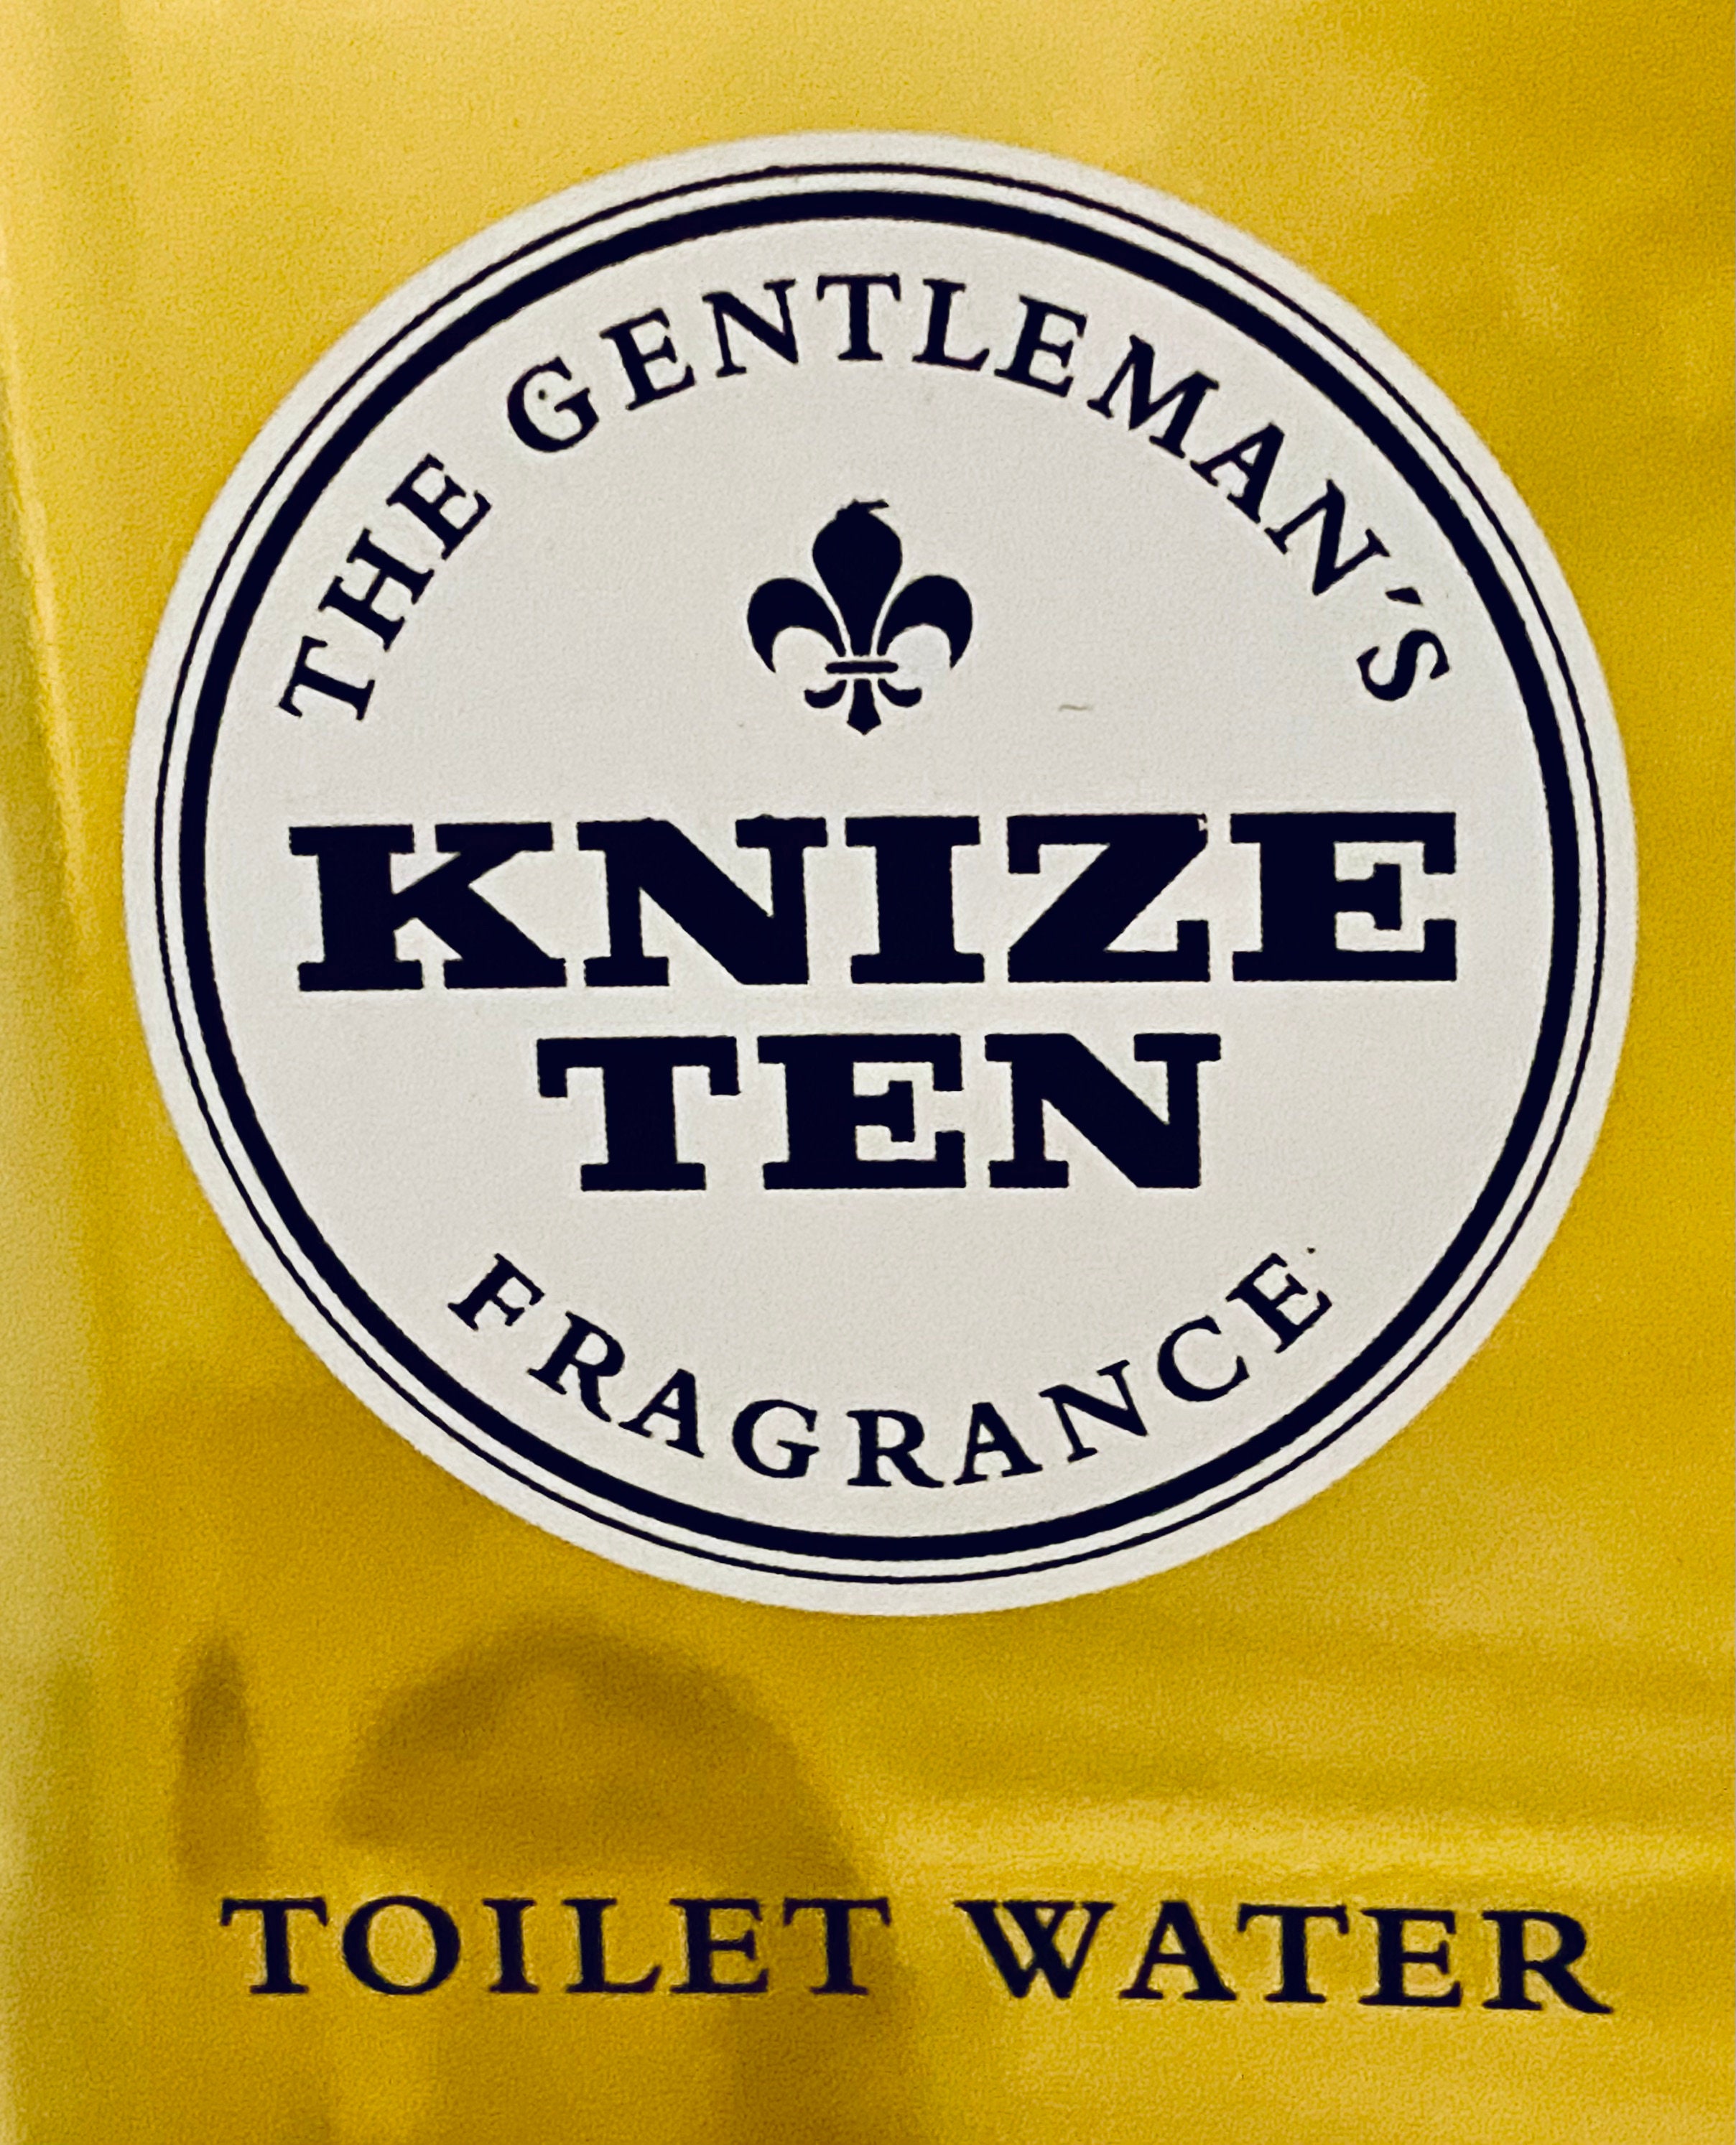 THE GENTLEMAN'S
KNIZE
TEN
FRAGRANCE
TOILET WATER